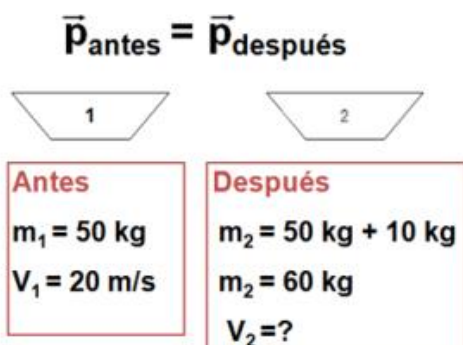 p⃗antes = p⃗después
1
2
Antes
m₁ = 50 kg
V₁ = 20 m/s
Después
m₂ = 50 kg + 10 kg
m₂ = 60 kg
V₂ =?